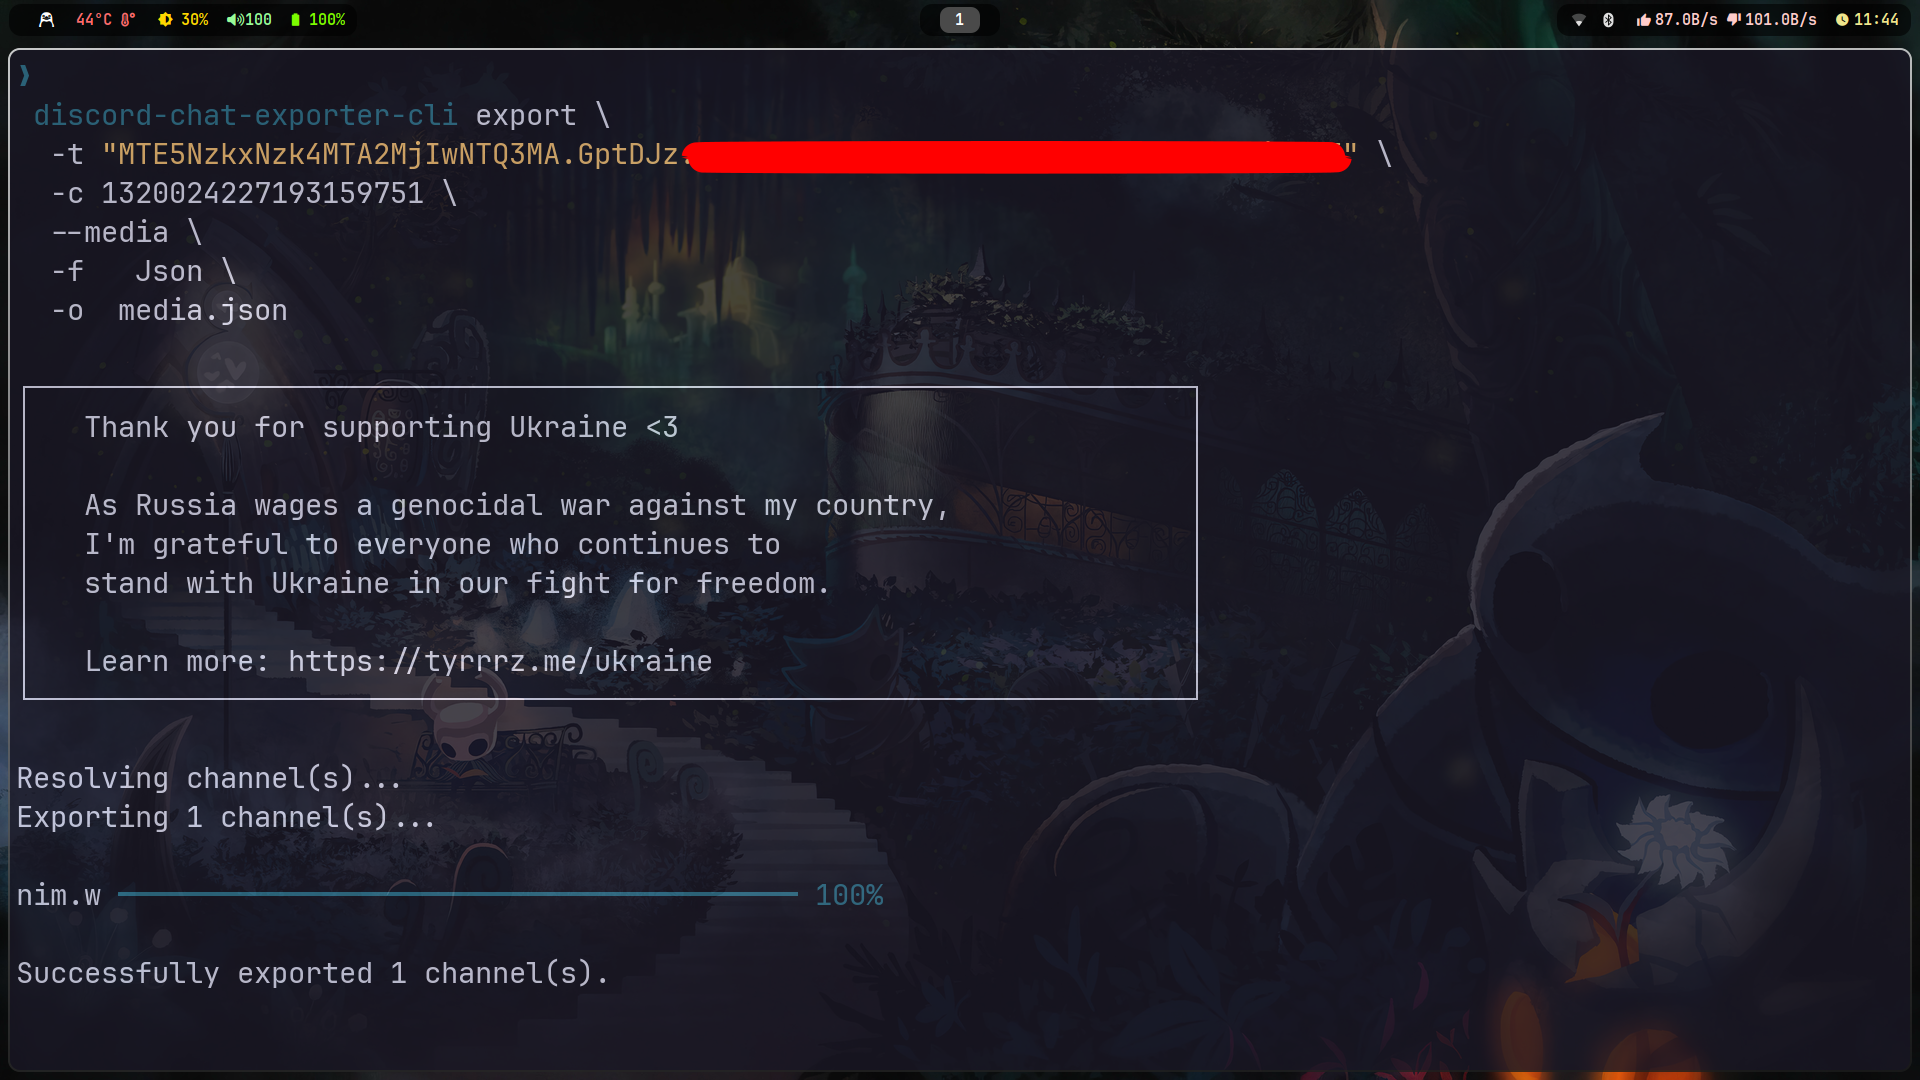 44°C 30% 100 100% 1 87.0B/s 101.0B/s 11:44
❫
discord-chat-exporter-cli export \
-t "MTE5NzkxNzk4MTA2MjIwNTQ3MA.GptDJz." \
-c 1320024227193159751 \
--media \
-f Json \
-o media.json
Thank you for supporting Ukraine <3
As Russia wages a genocidal war against my country,
I'm grateful to everyone who continues to
stand with Ukraine in our fight for freedom.
Learn more: https://tyrrrz.me/ukraine
Resolving channel(s)...
Exporting 1 channel(s)...
nim.w 100%
Successfully exported 1 channel(s).